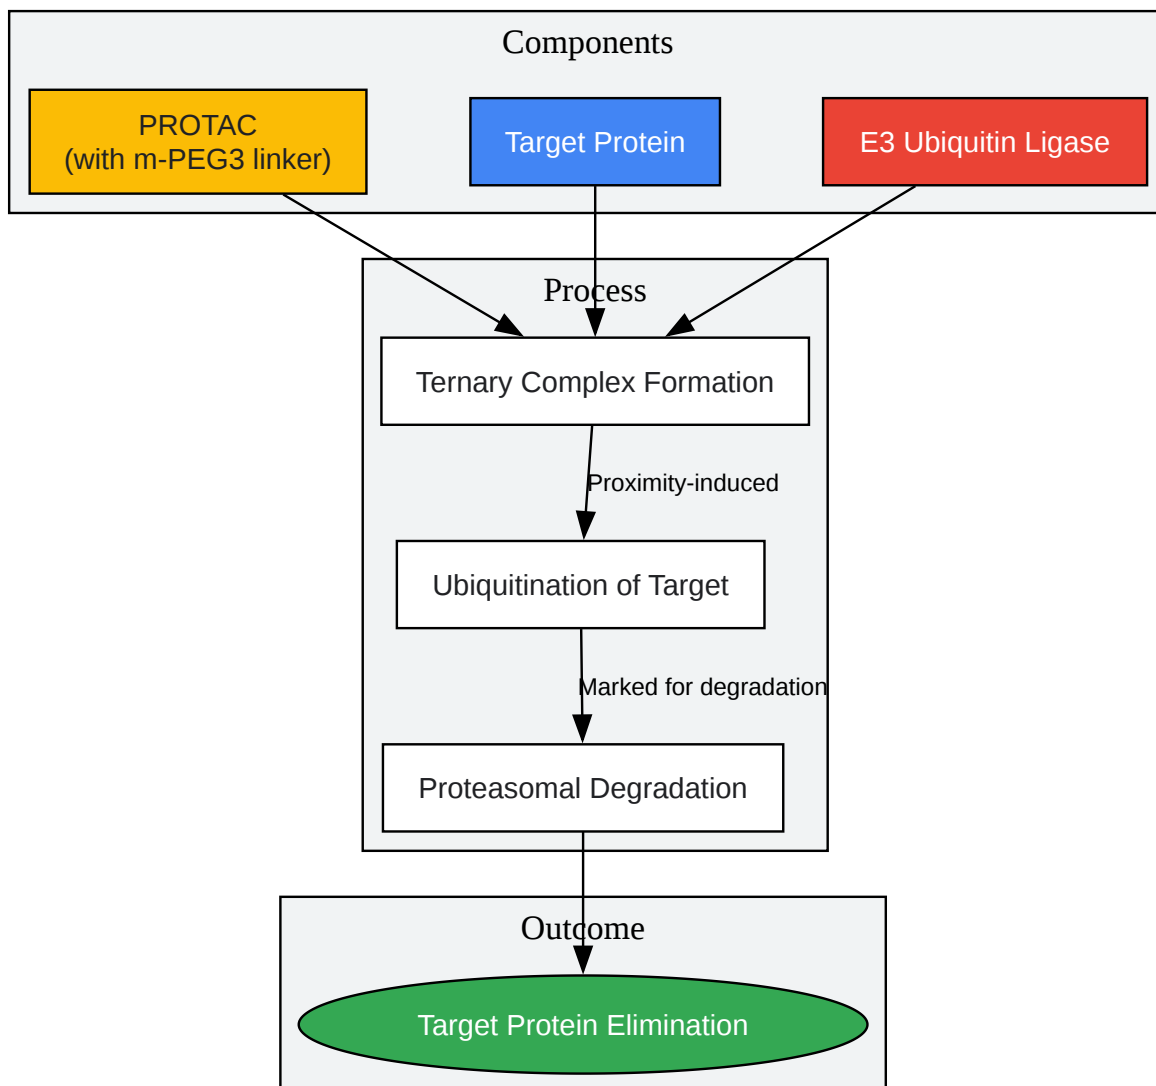 Components
PROTAC
(with m-PEG3 linker)
Target Protein
E3 Ubiquitin Ligase
Process
Ternary Complex Formation
Proximity-induced
Ubiquitination of Target
Marked for degradation
Proteasomal Degradation
Outcome
Target Protein Elimination